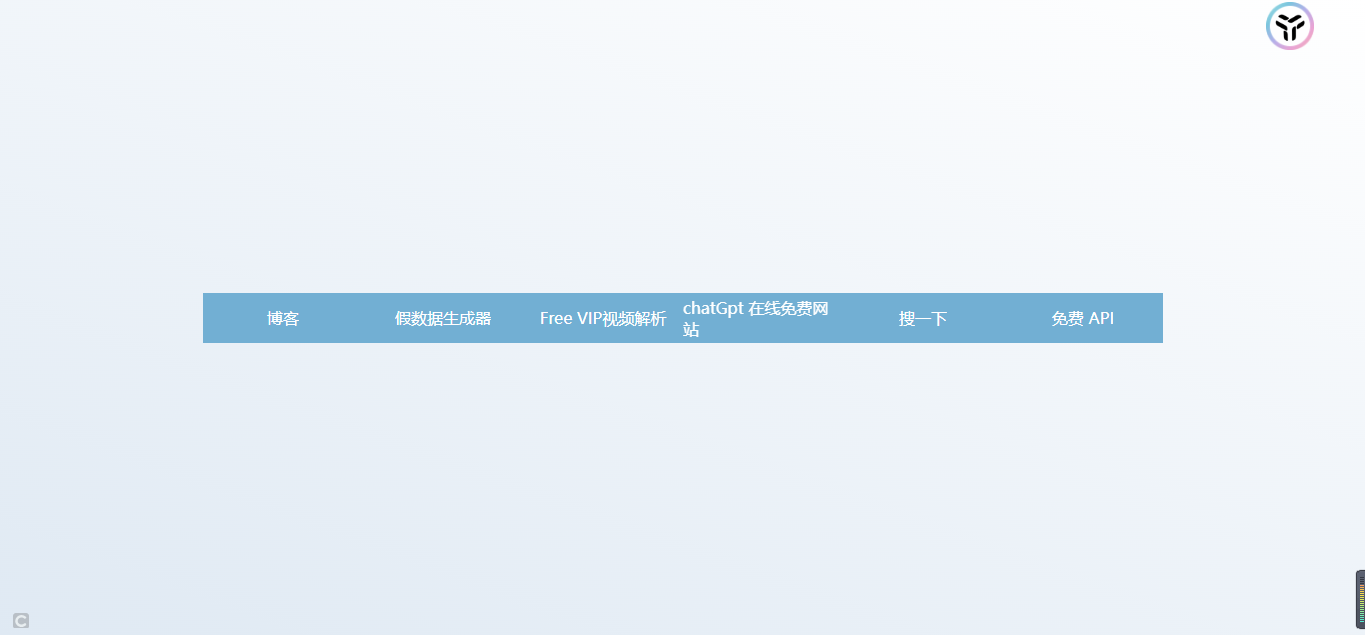 博客
假数据生成器
Free VIP视频解析
chatGpt 在线免费网
站
搜一下
免费 API
C